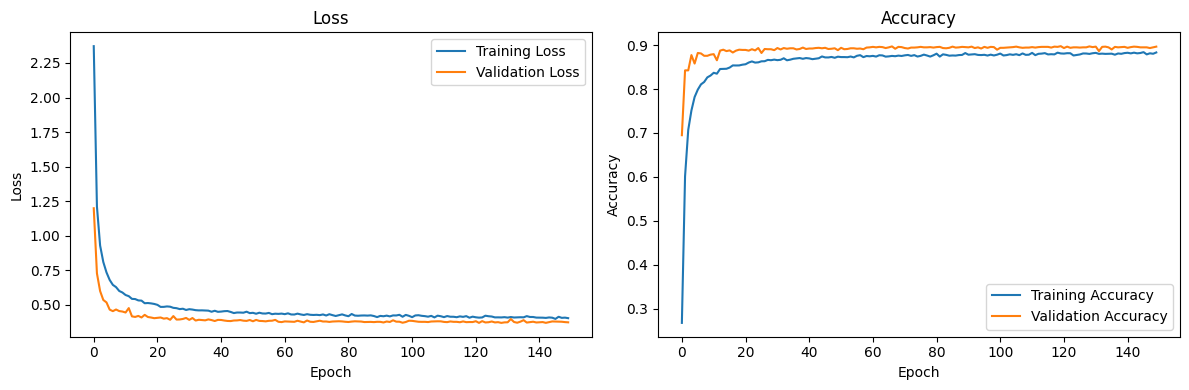 Loss
Training Loss
Validation Loss
2.25
2.00
1.75
1.50
1.25
1.00
0.75
0.50
Loss
0 20 40 60 80 100 120 140
Epoch
Accuracy
0.9
0.8
0.7
0.6
0.5
0.4
0.3
Accuracy
Training Accuracy
Validation Accuracy
0 20 40 60 80 100 120 140
Epoch